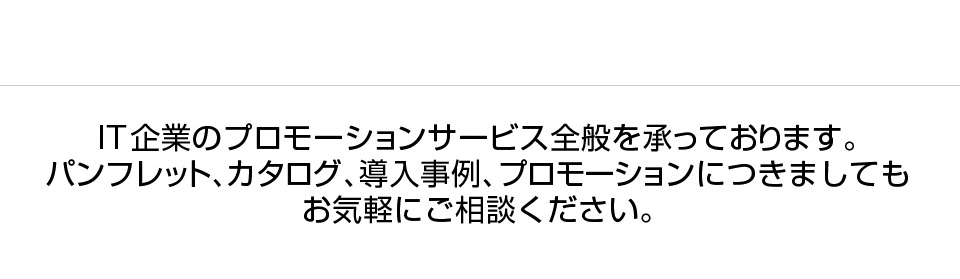 IT企業のプロモーションサービス全般を承っております。
パンフレット、カタログ、導入事例、プロモーションにつきましても
お気軽にご相談ください。